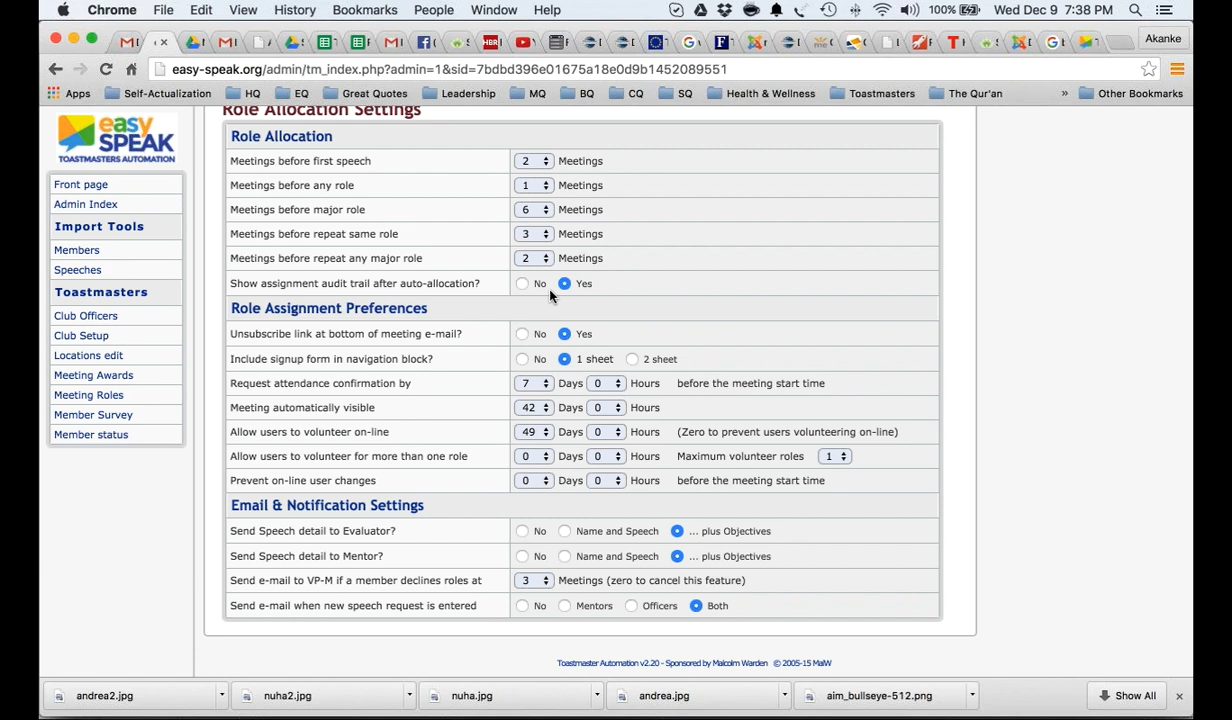 Chrome File Edit View History Bookmarks People Window Help 100% Wed Dec 9 7:38 PM
Akanke
easy-speak.org/admin/tm_index.php?admin=1&sid=7bdbd396e01675a18e0d9b1452089551
Apps Self-Actualization HQ EQ Great Quotes Leadership MQ BQ CQ SQ Health & Wellness Toastmasters The Qur'an » Other Bookmarks
easy
SPEAK
TOASTMASTERS AUTOMATION
Front page
Admin Index
Import Tools
Members
Speeches
Toastmasters
Club Officers
Club Setup
Locations edit
Meeting Awards
Meeting Roles
Member Survey
Member status
Role Allocation Settings
Role Allocation
Meetings before first speech 2 Meetings
Meetings before any role 1 Meetings
Meetings before major role 6 Meetings
Meetings before repeat same role 3 Meetings
Meetings before repeat any major role 2 Meetings
Show assignment audit trail after auto-allocation? No Yes
Role Assignment Preferences
Unsubscribe link at bottom of meeting e-mail? No Yes
Include signup form in navigation block? No 1 sheet 2 sheet
Request attendance confirmation by 7 Days 0 Hours before the meeting start time
Meeting automatically visible 42 Days 0 Hours
Allow users to volunteer on-line 49 Days 0 Hours (Zero to prevent users volunteering on-line)
Allow users to volunteer for more than one role 0 Days 0 Hours Maximum volunteer roles 1
Prevent on-line user changes 0 Days 0 Hours before the meeting start time
Email & Notification Settings
Send Speech detail to Evaluator? No Name and Speech ... plus Objectives
Send Speech detail to Mentor? No Name and Speech ... plus Objectives
Send e-mail to VP-M if a member declines roles at 3 Meetings (zero to cancel this feature)
Send e-mail when new speech request is entered No Mentors Officers Both
Toastmaster Automation v2.20 - Sponsored by Malcolm Warden © 2005-15 MalW
andrea2.jpg nuha2.jpg nuha.jpg andrea.jpg aim_bullseye-512.png Show All